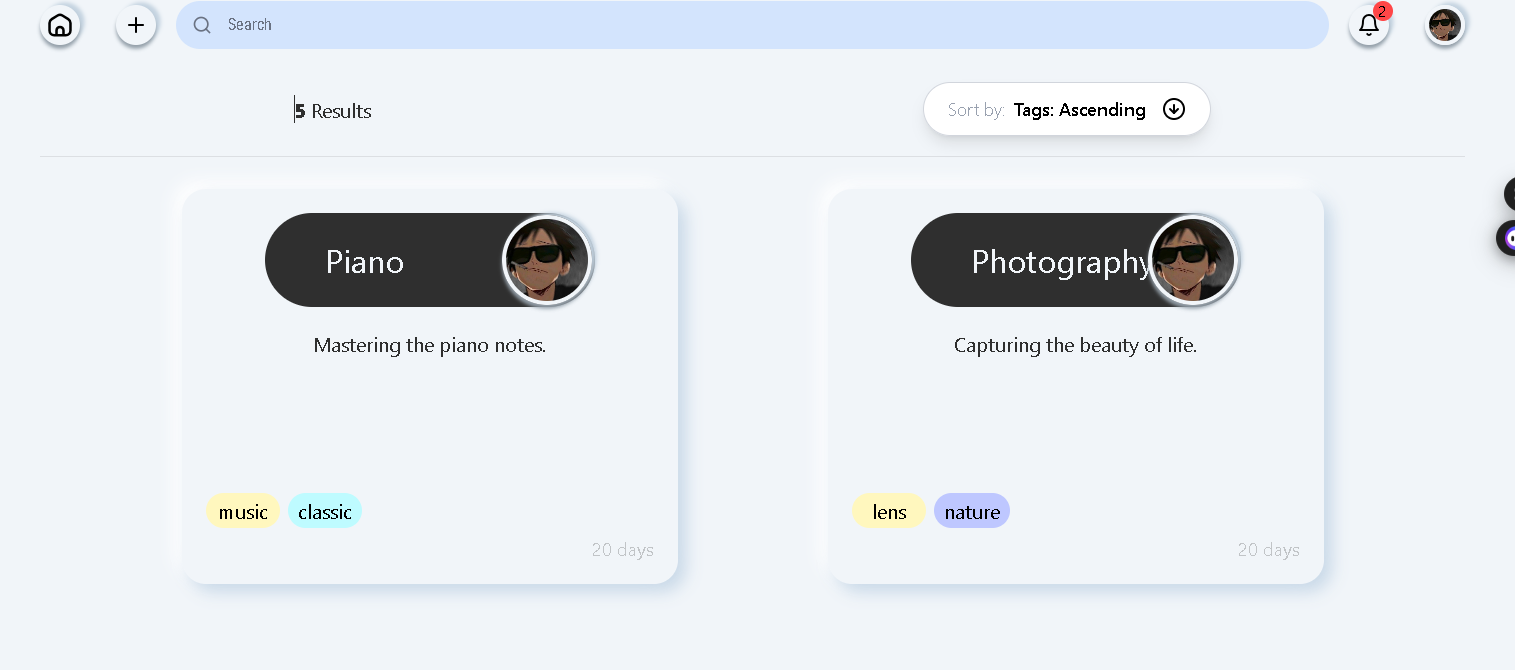 Search
2
5 Results
Sort by: Tags: Ascending
Piano
Photography
Mastering the piano notes.
Capturing the beauty of life.
music classic
lens nature
20 days
20 days